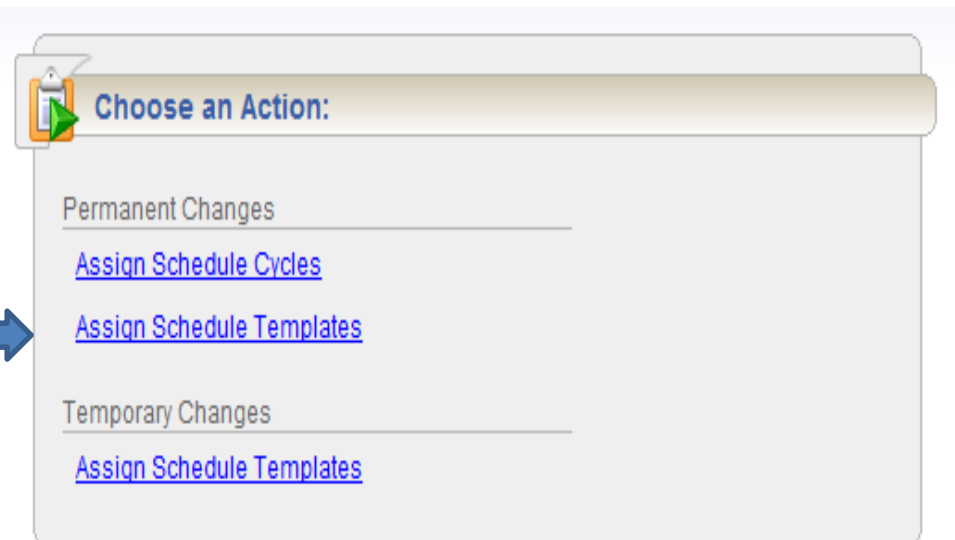 Choose an Action:
Permanent Changes
Assign Schedule Cycles
Assign Schedule Templates
Temporary Changes
Assign Schedule Templates